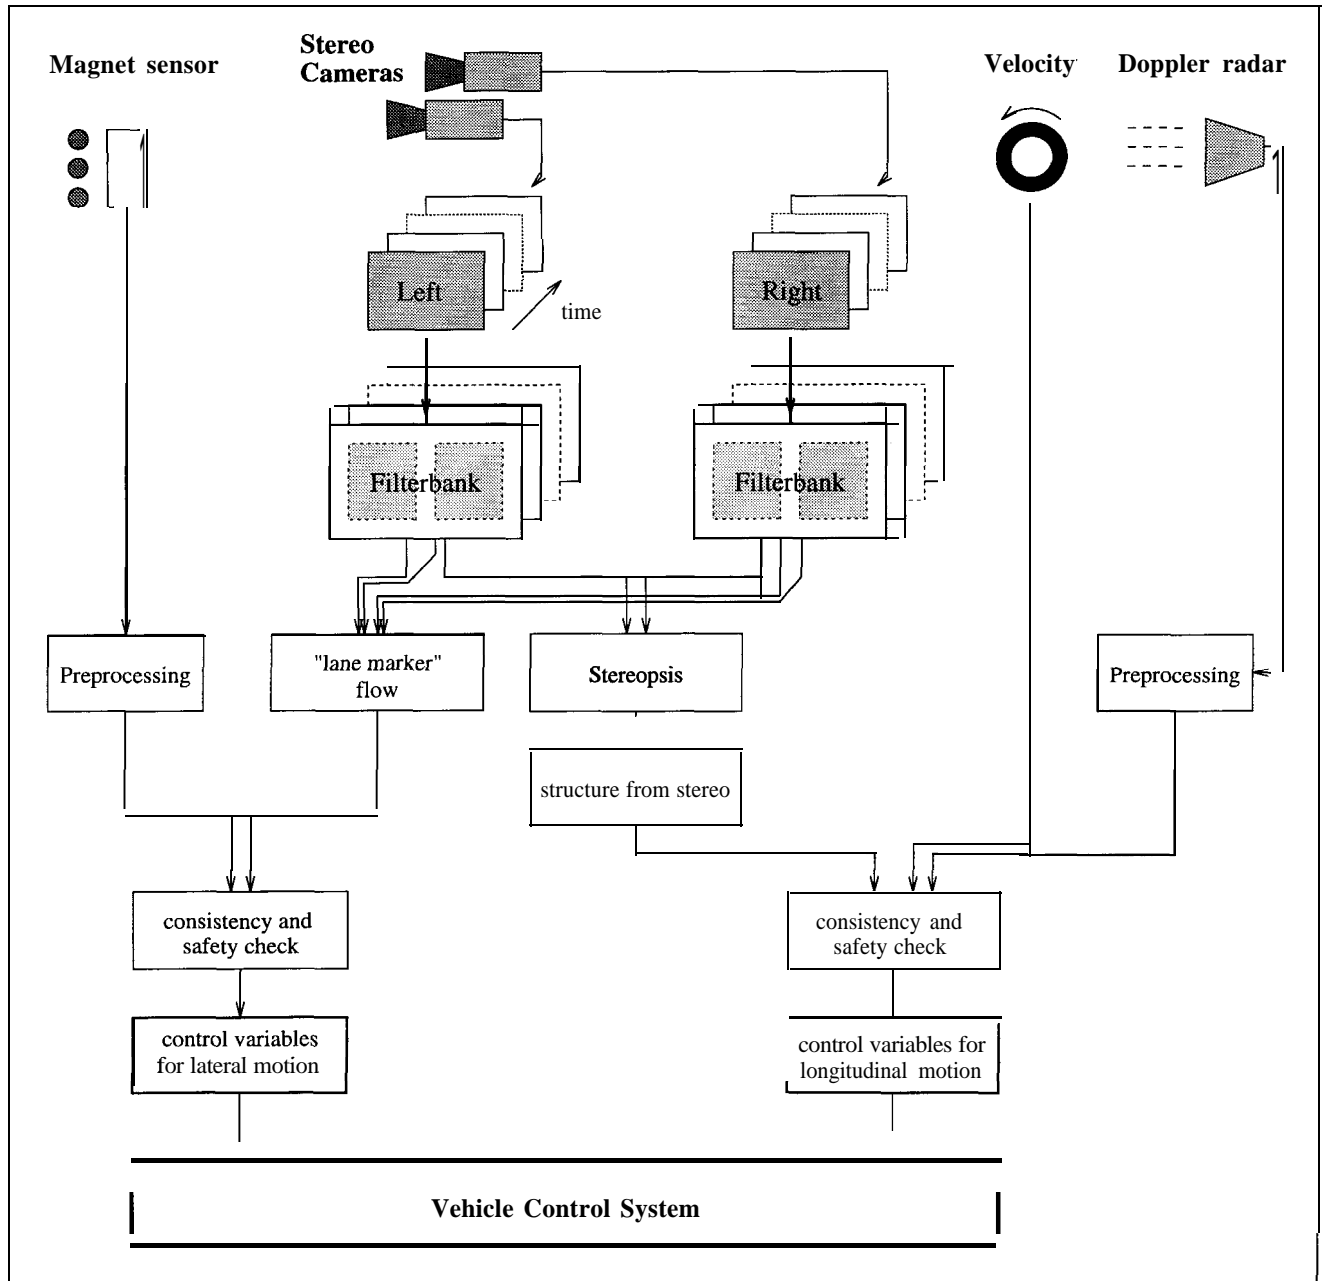 Magnet sensor
Stereo
Cameras
Velocity
Doppler radar
Left
time
Right
Filterbank
Filterbank
Preprocessing
"lane marker"
flow
Stereopsis
Preprocessing
structure from stereo
consistency and
safety check
consistency and
safety check
control variables
for lateral motion
control variables for
longitudinal motion
Vehicle Control System